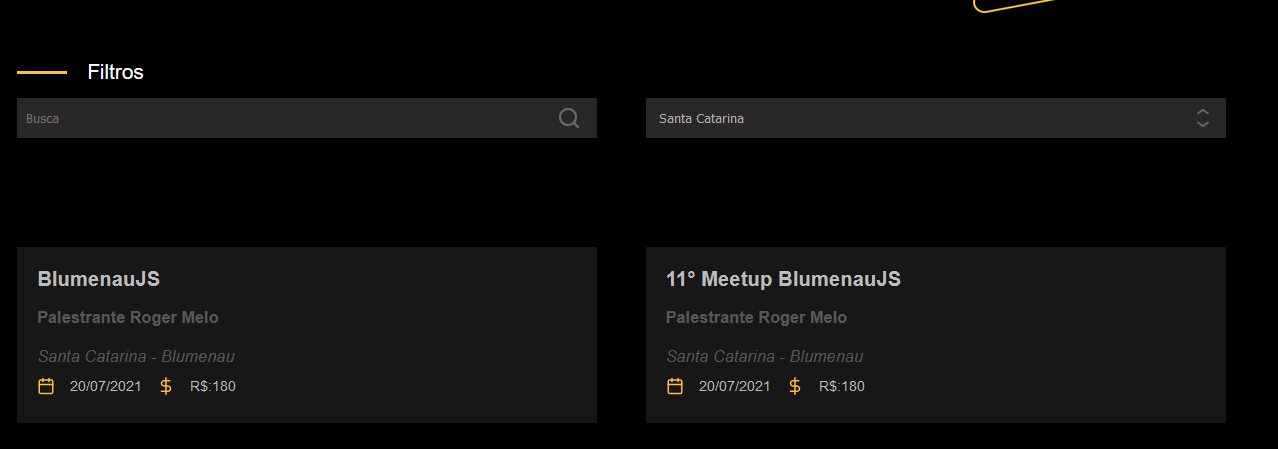 Filtros
Busca
Santa Catarina
BlumenauJS
Palestrante Roger Melo
Santa Catarina - Blumenau
20/07/2021 R$:180
11° Meetup BlumenauJS
Palestrante Roger Melo
Santa Catarina - Blumenau
20/07/2021 R$:180